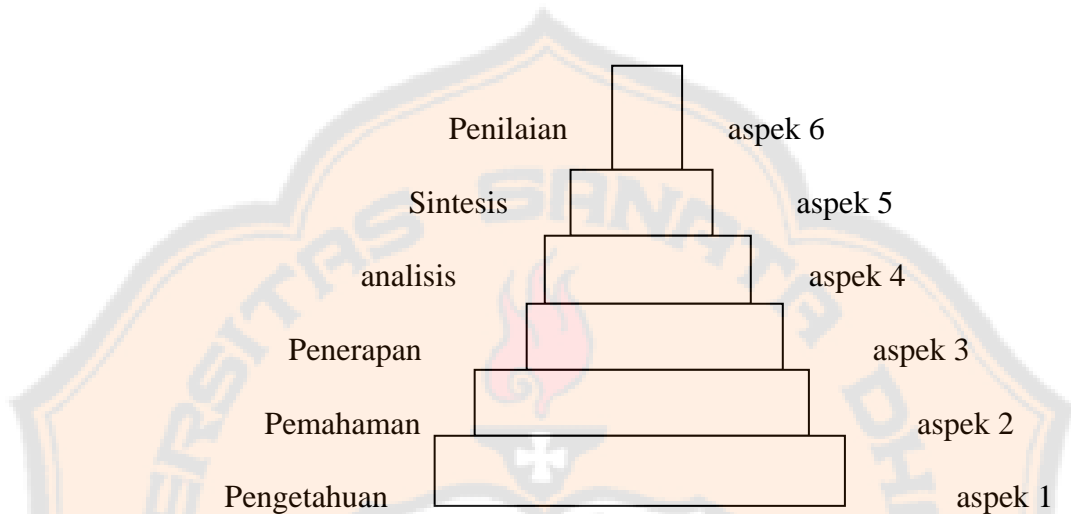 Penilaian aspek 6
Sintesis aspek 5
analisis aspek 4
Penerapan aspek 3
Pemahaman aspek 2
Pengetahuan aspek 1